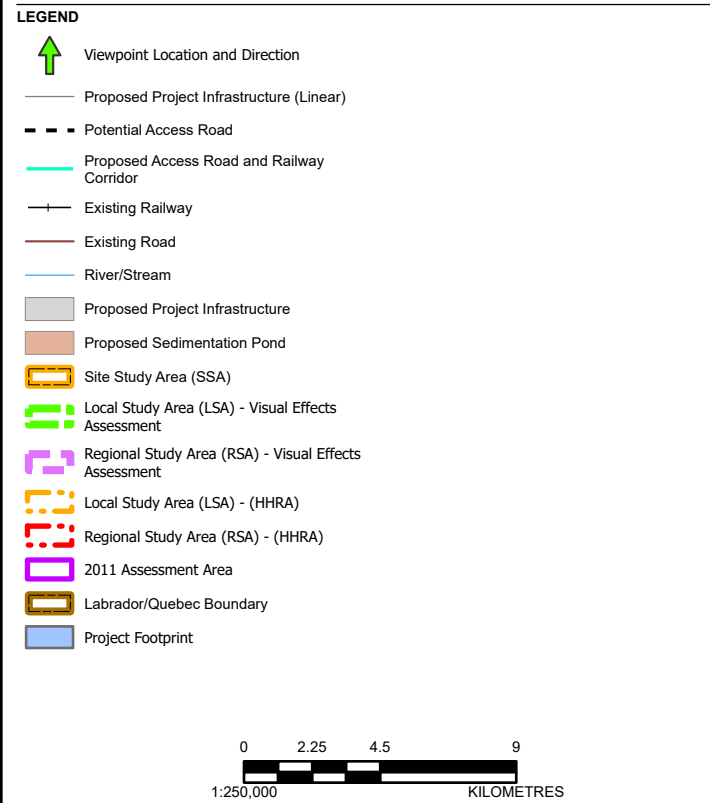 LEGEND
Viewpoint Location and Direction
Proposed Project Infrastructure (Linear)
Potential Access Road
Proposed Access Road and Railway
Corridor
Existing Railway
Existing Road
River/Stream
Proposed Project Infrastructure
Proposed Sedimentation Pond
Site Study Area (SSA)
Local Study Area (LSA) - Visual Effects
Assessment
Regional Study Area (RSA) - Visual Effects
Assessment
Local Study Area (LSA) - (HHRA)
Regional Study Area (RSA) - (HHRA)
2011 Assessment Area
Labrador/Quebec Boundary
Project Footprint
0 2.25 4.5 9
1:250,000 KILOMETRES